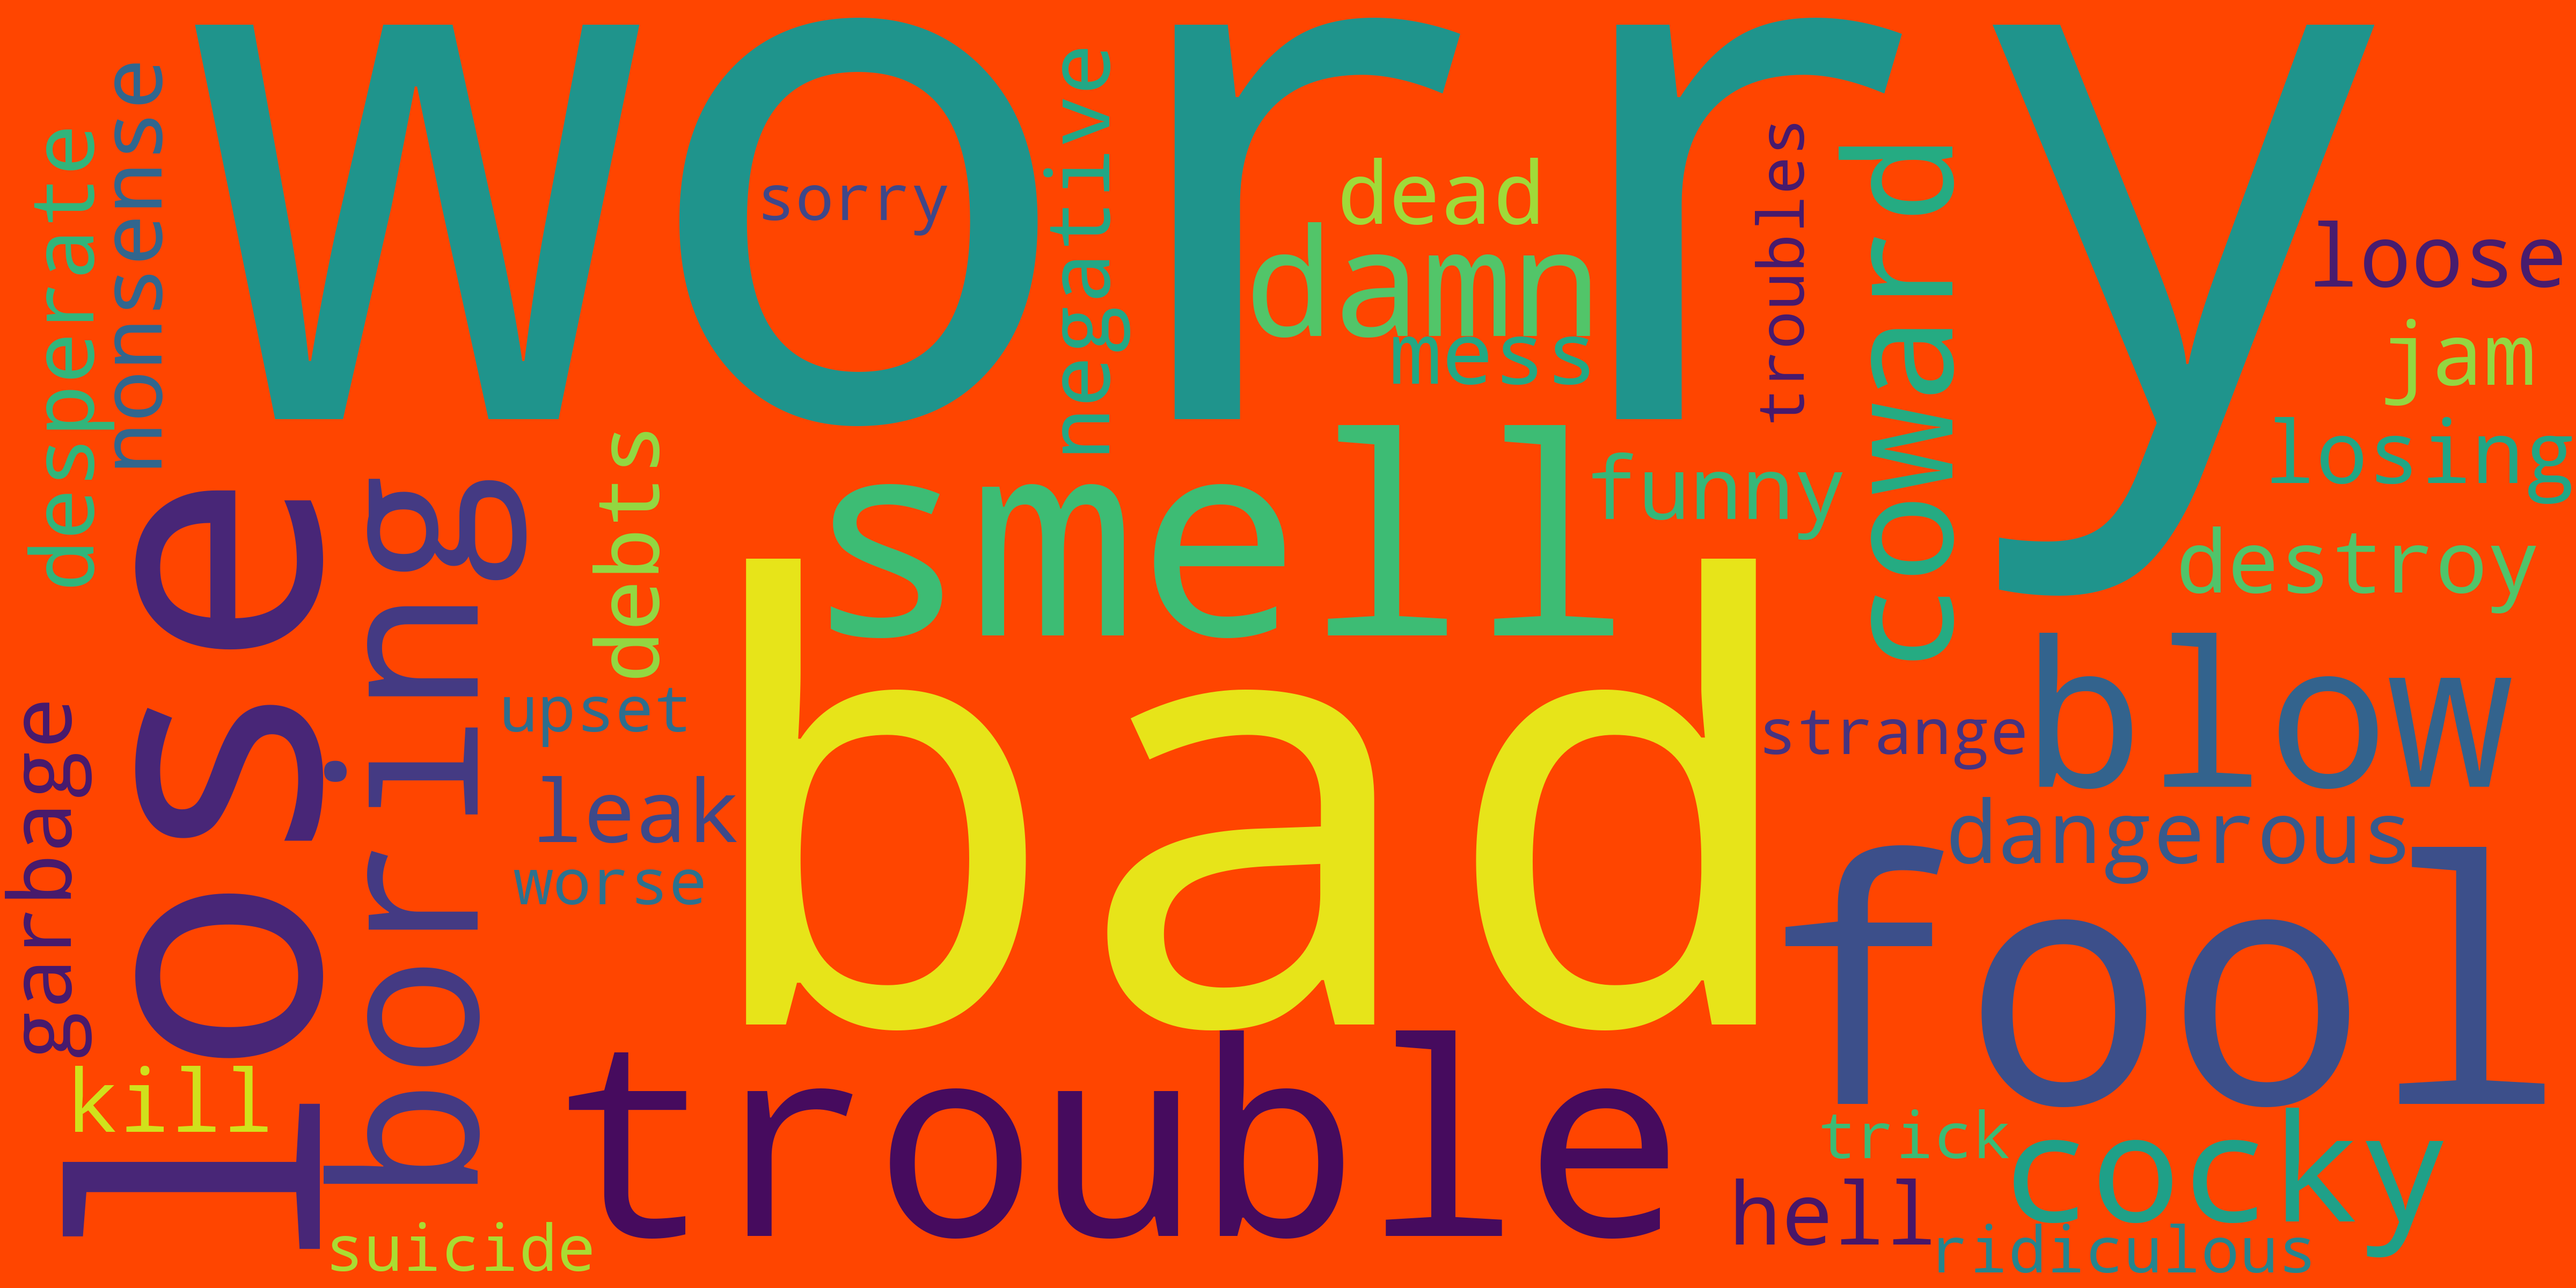 worry
nonsense
desperate
sorry
negative
dead
damn
mess
troubles
coward
loose
jam
losing
destroy
smell
funny
debts
lose
boring
bad
upset
leak
worse
strange
blow
dangerous
fool
garbage
kill
trouble
trick
cocky
hell
ridiculous
suicide